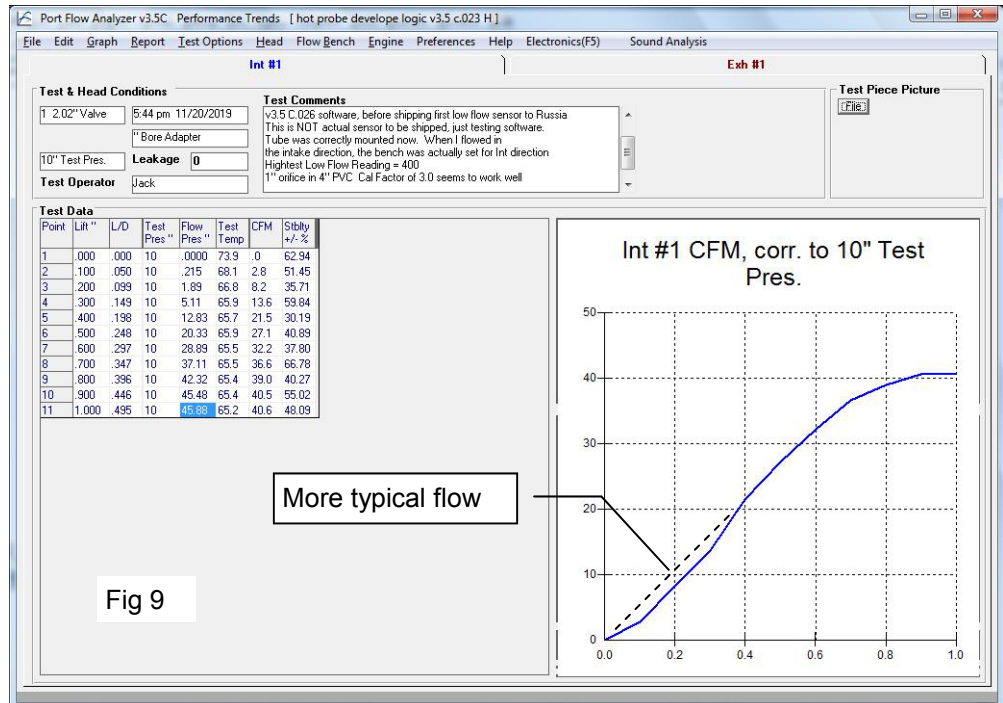 Port Flow Analyzer v3.5C Performance Trends [ hot probe develope logic v3.5 c.023 H ]
File Edit Graph Report Test Options Head Flow Bench Engine Preferences Help Electronics(F5) Sound Analysis
Int #1 Exh #1
Test & Head Conditions
1 2.02" Valve 5:44 pm 11/20/2019
" Bore Adapter
10" Test Pres. Leakage 0
Test Operator Jack
Test Comments
v3.5 C.026 software, before shipping first low flow sensor to Russia
This is NOT actual sensor to be shipped, just testing software.
Tube was correctly mounted now. When I flowed in
the intake direction, the bench was actually set for Int direction
Hightest Low Flow Reading = 400
1" orifice in 4" PVC Cal Factor of 3.0 seems to work well
Test Piece Picture
File
Test Data
Point Lift " L/D Test Pres " Flow Pres " Test Temp CFM Stblty +/- %
1 .000 .000 10 .0000 73.9 .0 62.94
2 .100 .050 10 .215 68.1 2.8 51.45
3 .200 .099 10 1.89 66.8 8.2 35.71
4 .300 .149 10 5.11 65.9 13.6 59.84
5 .400 .198 10 12.83 65.7 21.5 30.19
6 .500 .248 10 20.33 65.9 27.1 40.89
7 .600 .297 10 28.89 65.5 32.2 37.80
8 .700 .347 10 37.11 65.5 36.6 66.78
9 .800 .396 10 42.32 65.4 39.0 40.27
10 .900 .446 10 45.48 65.4 40.5 55.02
11 1.000 .495 10 45.88 65.2 40.6 48.09
Int #1 CFM, corr. to 10" Test
Pres.
50
40
30
20
10
0
0.0 0.2 0.4 0.6 0.8 1.0
More typical flow
Fig 9